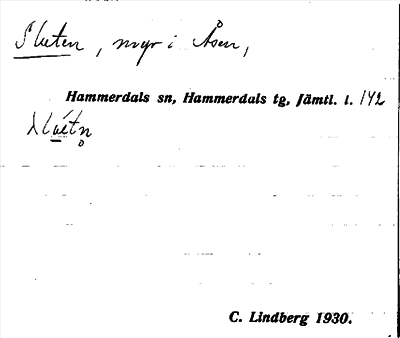 Sluten, myr i Åsen,
Hammerdals sn, Hammerdals tg, Jämtl. l. 142
C. Lindberg 1930.